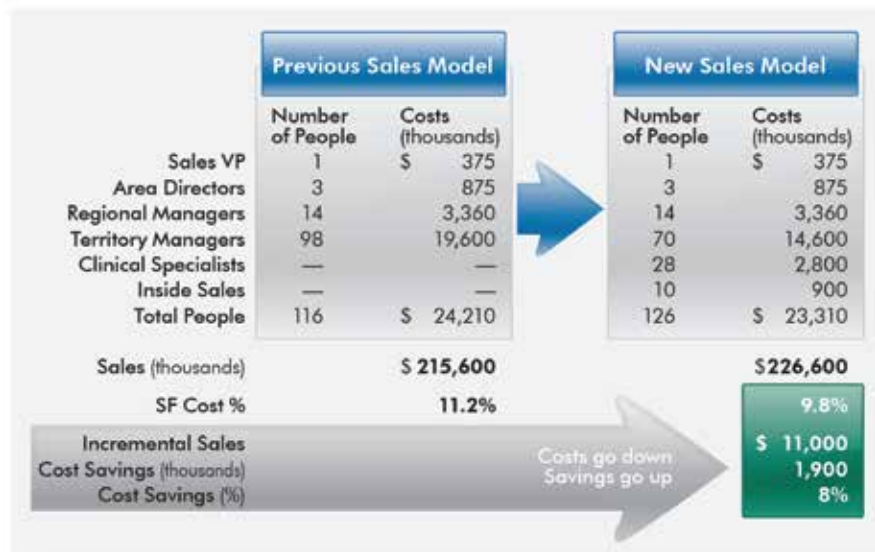 Previous Sales Model New Sales Model
Number Costs Number Costs
of People (thousands) of People (thousands)
Sales VP 1 $ 375 1 $ 375
Area Directors 3 875 3 875
Regional Managers 14 3,360 14 3,360
Territory Managers 98 19,600 70 14,600
Clinical Specialists — — 28 2,800
Inside Sales — — 10 900
Total People 116 $ 24,210 126 $ 23,310
Sales (thousands) $ 215,600 $226,600
SF Cost % 11.2% 9.8%
Incremental Sales $ 11,000
Costs go down
Cost Savings (thousands) 1,900
Savings go up
Cost Savings (%) 8%